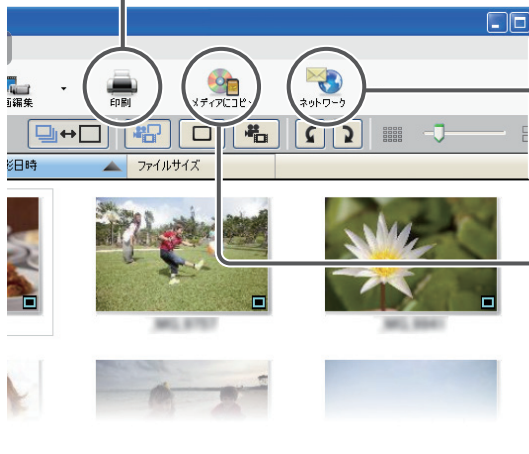 画編集
印刷
メディアにコピー
ネットワーク
影日時
ファイルサイズ